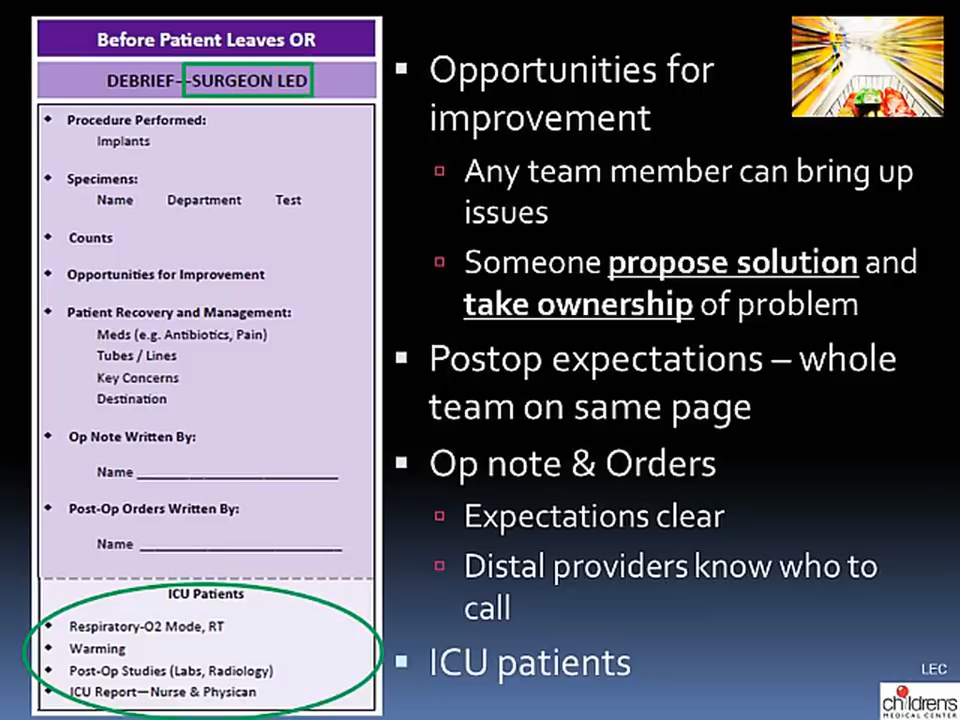 Before Patient Leaves OR
DEBRIEF—SURGEON LED
Procedure Performed:
Implants
Specimens:
Name Department Test
Counts
Opportunities for Improvement
Patient Recovery and Management:
Meds (e.g. Antibiotics, Pain)
Tubes / Lines
Key Concerns
Destination
Op Note Written By:
Name
Post-Op Orders Written By:
Name
ICU Patients
Respiratory-O2 Mode, RT
Warming
Post-Op Studies (Labs, Radiology)
ICU Report—Nurse & Physican
Opportunities for
improvement
Any team member can bring up
issues
Someone propose solution and
take ownership of problem
Postop expectations – whole
team on same page
Op note & Orders
Expectations clear
Distal providers know who to
call
ICU patients
LEC
childrens
MEDICAL CENTER